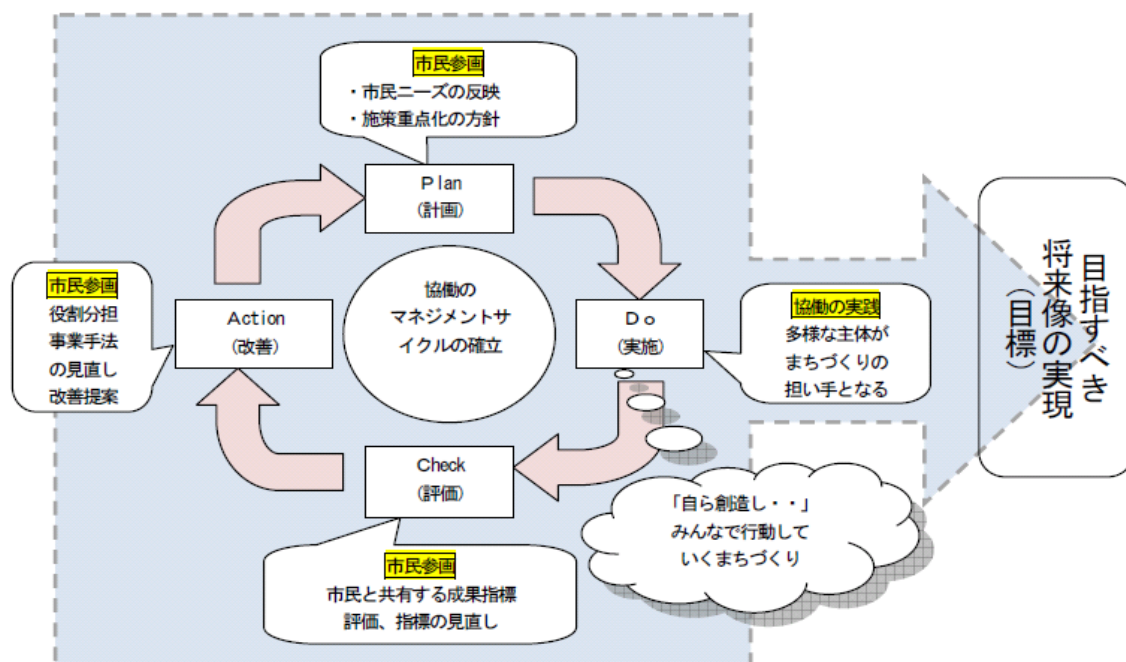 市民参画
・市民ニーズの反映
・施策重点化の方針
Plan
(計画)
市民参画
役割分担
事業手法
の見直し
改善提案
Action
(改善)
協働の
マネジメントサ
イクルの確立
Do
(実施)
協働の実践
多様な主体が
まちづくりの
担い手となる
目指すべき
将来像の実現
(目標)
Check
(評価)
「自ら創造し・・」
みんなで行動して
いくまちづくり
市民参画
市民と共有する成果指標
評価、指標の見直し